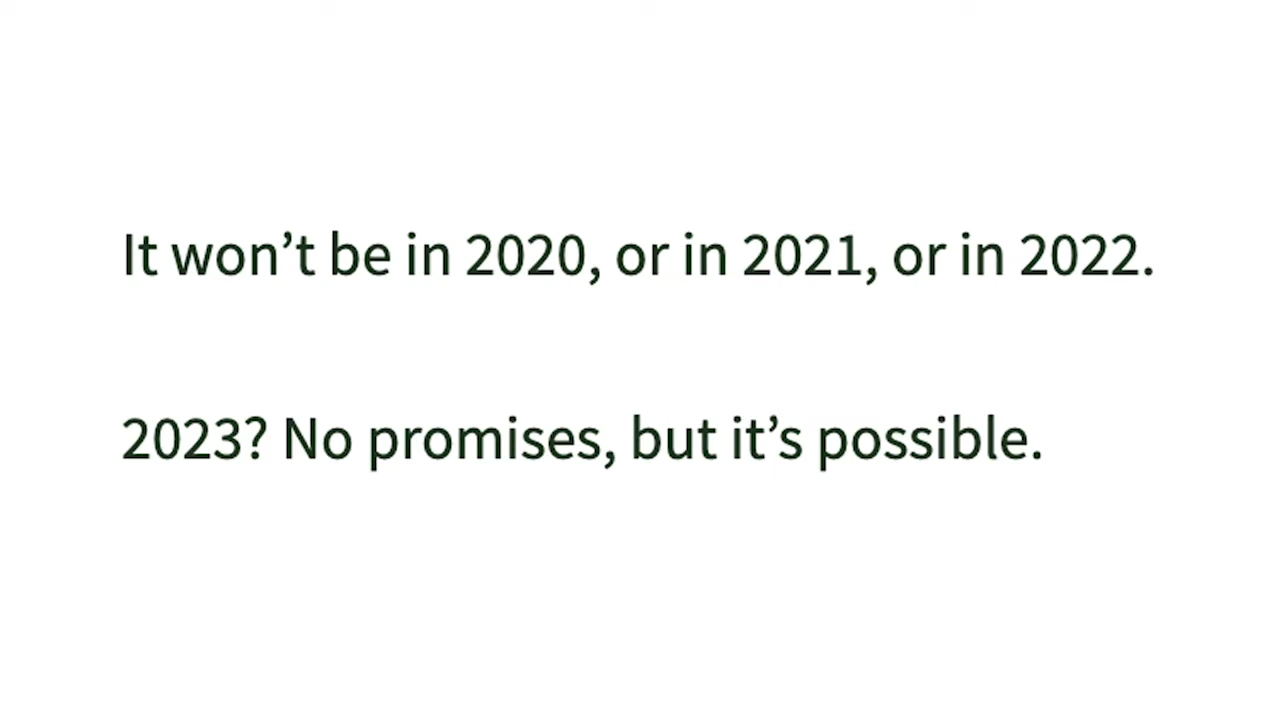 It won’t be in 2020, or in 2021, or in 2022.
2023? No promises, but it’s possible.